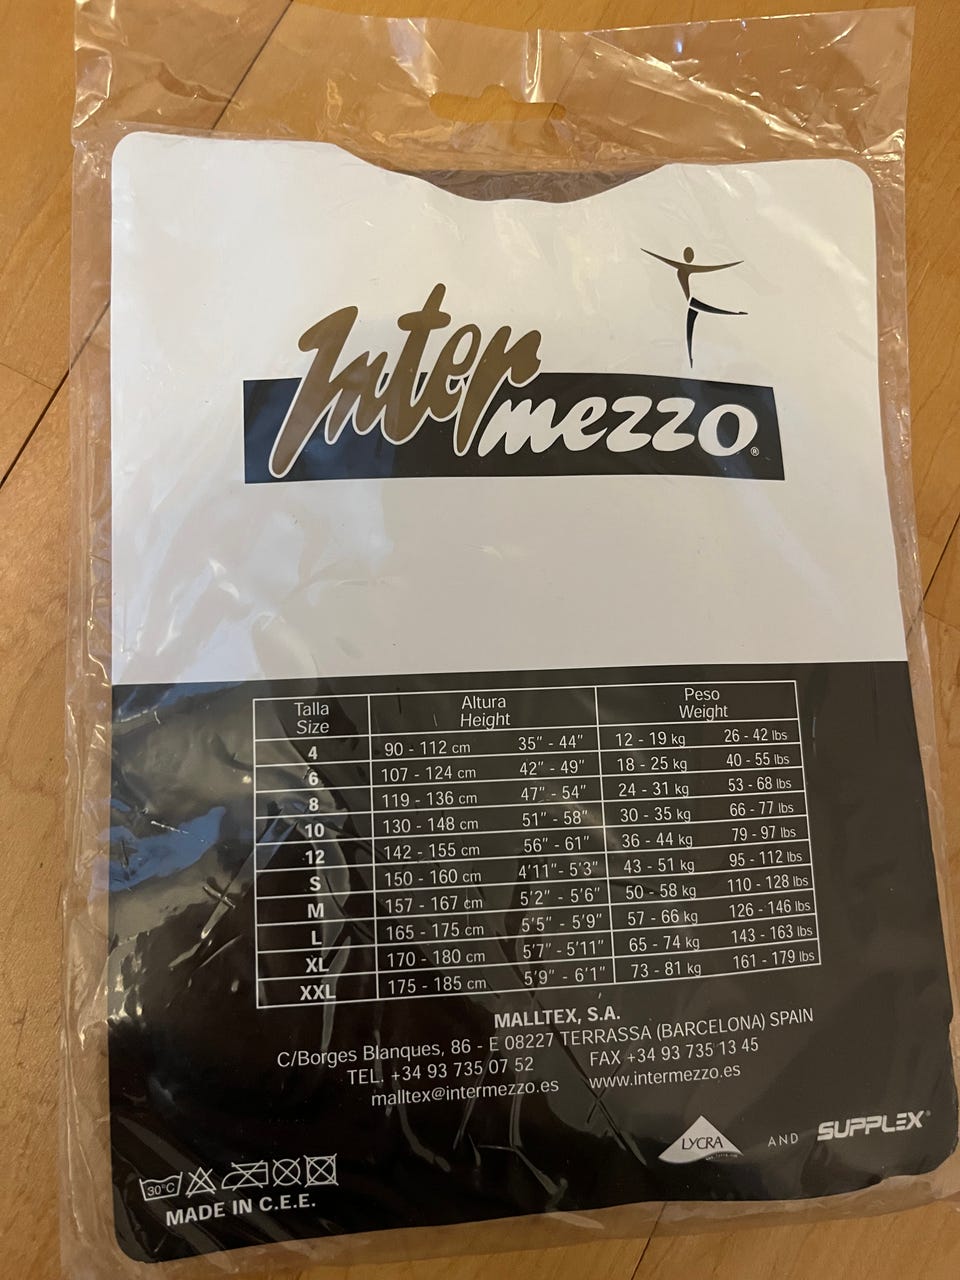 Inter
mezzo®
Talla Size Altura Height Peso Weight
4 90 - 112 cm 35" - 44" 12 - 19 kg 26 - 42 lbs
6 107 - 124 cm 42" - 49" 18 - 25 kg 40 - 55 lbs
8 119 - 136 cm 47" - 54" 24 - 31 kg 53 - 68 lbs
10 130 - 148 cm 51" - 58" 30 - 35 kg 66 - 77 lbs
12 142 - 155 cm 56" - 61" 36 - 44 kg 79 - 97 lbs
S 150 - 160 cm 4'11"- 5'3" 43 - 51 kg 95 - 112 lbs
M 157 - 167 cm 5'2" - 5'6" 50 - 58 kg 110 - 128 lbs
L 165 - 175 cm 5'5" - 5'9" 57 - 66 kg 126 - 146 lbs
XL 170 - 180 cm 5'7" - 5'11" 65 - 74 kg 143 - 163 lbs
XXL 175 - 185 cm 5'9" - 6'1" 73 - 81 kg 161 - 179 lbs
MALLTEX, S.A.
C/Borges Blanques, 86 - E 08227 TERRASSA (BARCELONA) SPAIN
TEL. +34 93 735 07 52 FAX +34 93 735 13 45
malltex@intermezzo.es www.intermezzo.es
LYCRA AND SUPPLEX®
30°C
MADE IN C.E.E.